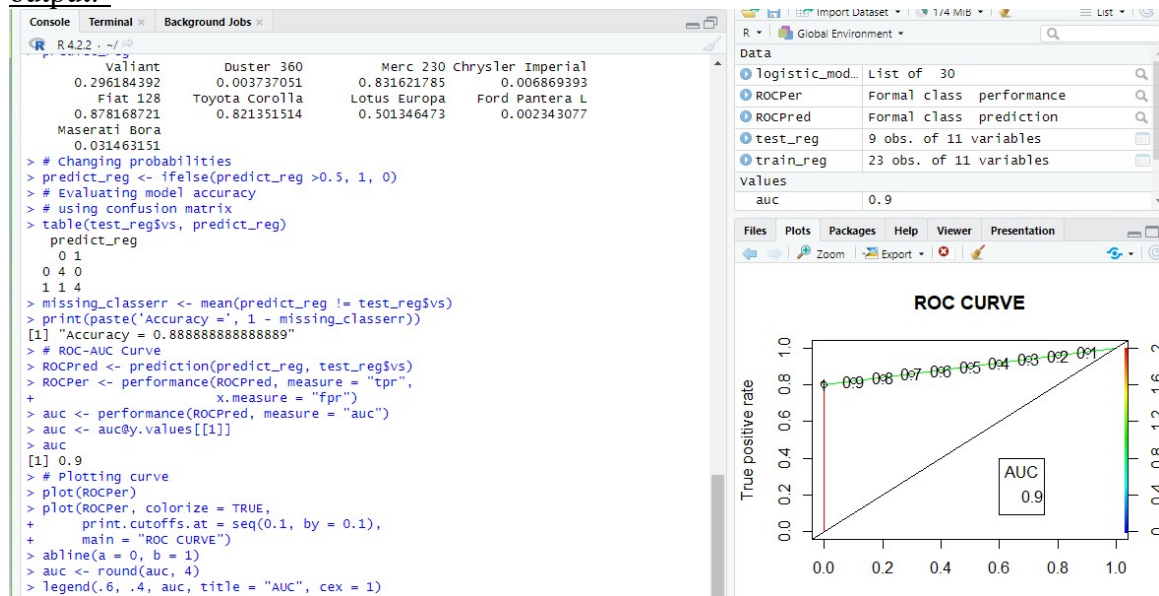 Output:
Console Terminal × Background Jobs ×
R 4.2.2 · ~/
Valiant Duster 360 Merc 230 Chrysler Imperial
0.296184392 0.003737051 0.831621785 0.006869393
Fiat 128 Toyota Corolla Lotus Europa Ford Pantera L
0.878168721 0.821351514 0.501346473 0.002343077
Maserati Bora
0.031463151
> # Changing probabilities
> predict_reg <- ifelse(predict_reg >0.5, 1, 0)
> # Evaluating model accuracy
> # using confusion matrix
> table(test_reg$vs, predict_reg)
predict_reg
0 1
0 4 0
1 1 4
> missing_classerr <- mean(predict_reg != test_reg$vs)
> print(paste('Accuracy =', 1 - missing_classerr))
[1] "Accuracy = 0.888888888888889"
> # ROC-AUC Curve
> ROCPred <- prediction(predict_reg, test_reg$vs)
> ROCPer <- performance(ROCPred, measure = "tpr",
+ x.measure = "fpr")
> auc <- performance(ROCPred, measure = "auc")
> auc <- auc@y.values[[1]]
> auc
[1] 0.9
> # Plotting curve
> plot(ROCPer)
> plot(ROCPer, colorize = TRUE,
+ print.cutoffs.at = seq(0.1, by = 0.1),
+ main = "ROC CURVE")
> abline(a = 0, b = 1)
> auc <- round(auc, 4)
> legend(.6, .4, auc, title = "AUC", cex = 1)
Import Dataset 174 MiB List
R Global Environment
Data
logistic_mod… List of 30
ROCPer Formal class performance
ROCPred Formal class prediction
test_reg 9 obs. of 11 variables
train_reg 23 obs. of 11 variables
Values
auc 0.9
Files Plots Packages Help Viewer Presentation
Zoom Export
ROC CURVE
True positive rate
1.0
0.8
0.6
0.4
0.2
0.0
1 0.9 0.8 0.7 0.6 0.5 0.4 0.3 0.2 0.1
AUC
0.9
0.0 0.2 0.4 0.6 0.8 1.0